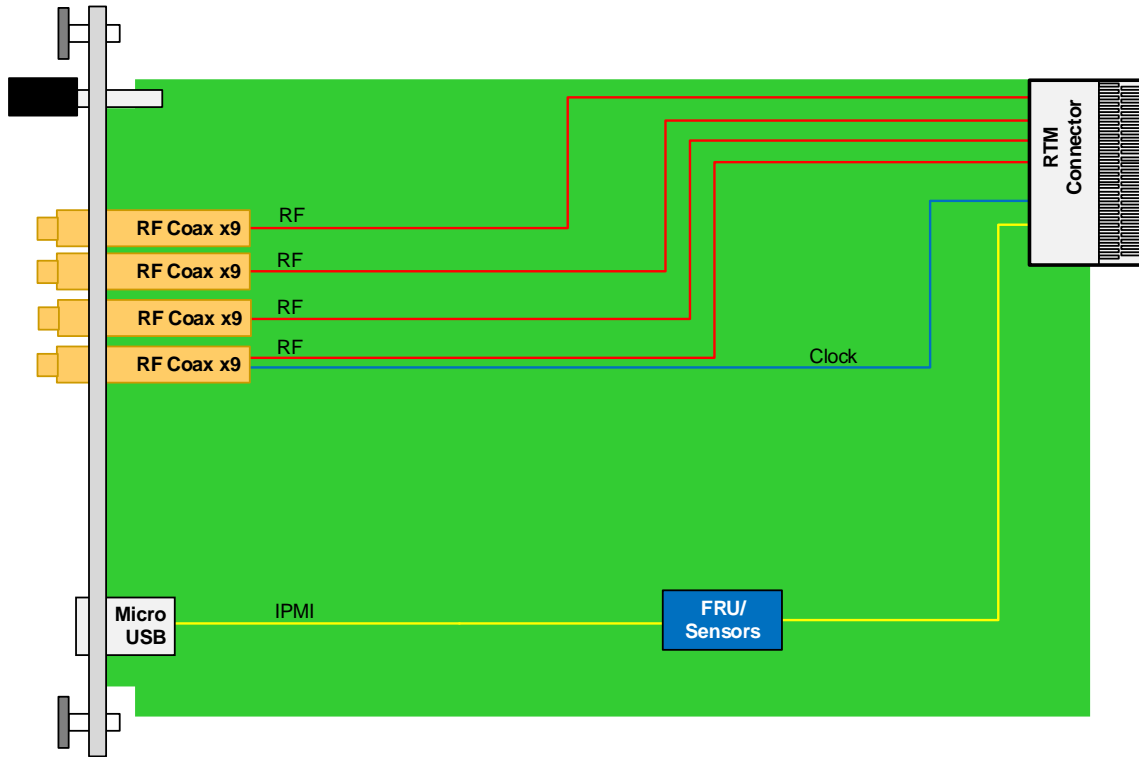 RTM
Connector
RF Coax x9
RF
RF Coax x9
RF
RF Coax x9
RF
RF Coax x9
RF
Clock
Micro
USB
IPMI
FRU/
Sensors